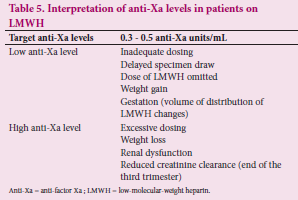 Table 5. Interpretation of anti-Xa levels in patients on
LMWH
Target anti-Xa levels 0.3 - 0.5 anti-Xa units/mL
Low anti-Xa level Inadequate dosing
Delayed specimen draw
Dose of LMWH omitted
Weight gain
Gestation (volume of distribution of
LMWH changes)
High anti-Xa level Excessive dosing
Weight loss
Renal dysfunction
Reduced creatinine clearance (end of the
third trimester)
Anti-Xa = anti-factor Xa ; LMWH = low-molecular-weight heparin.